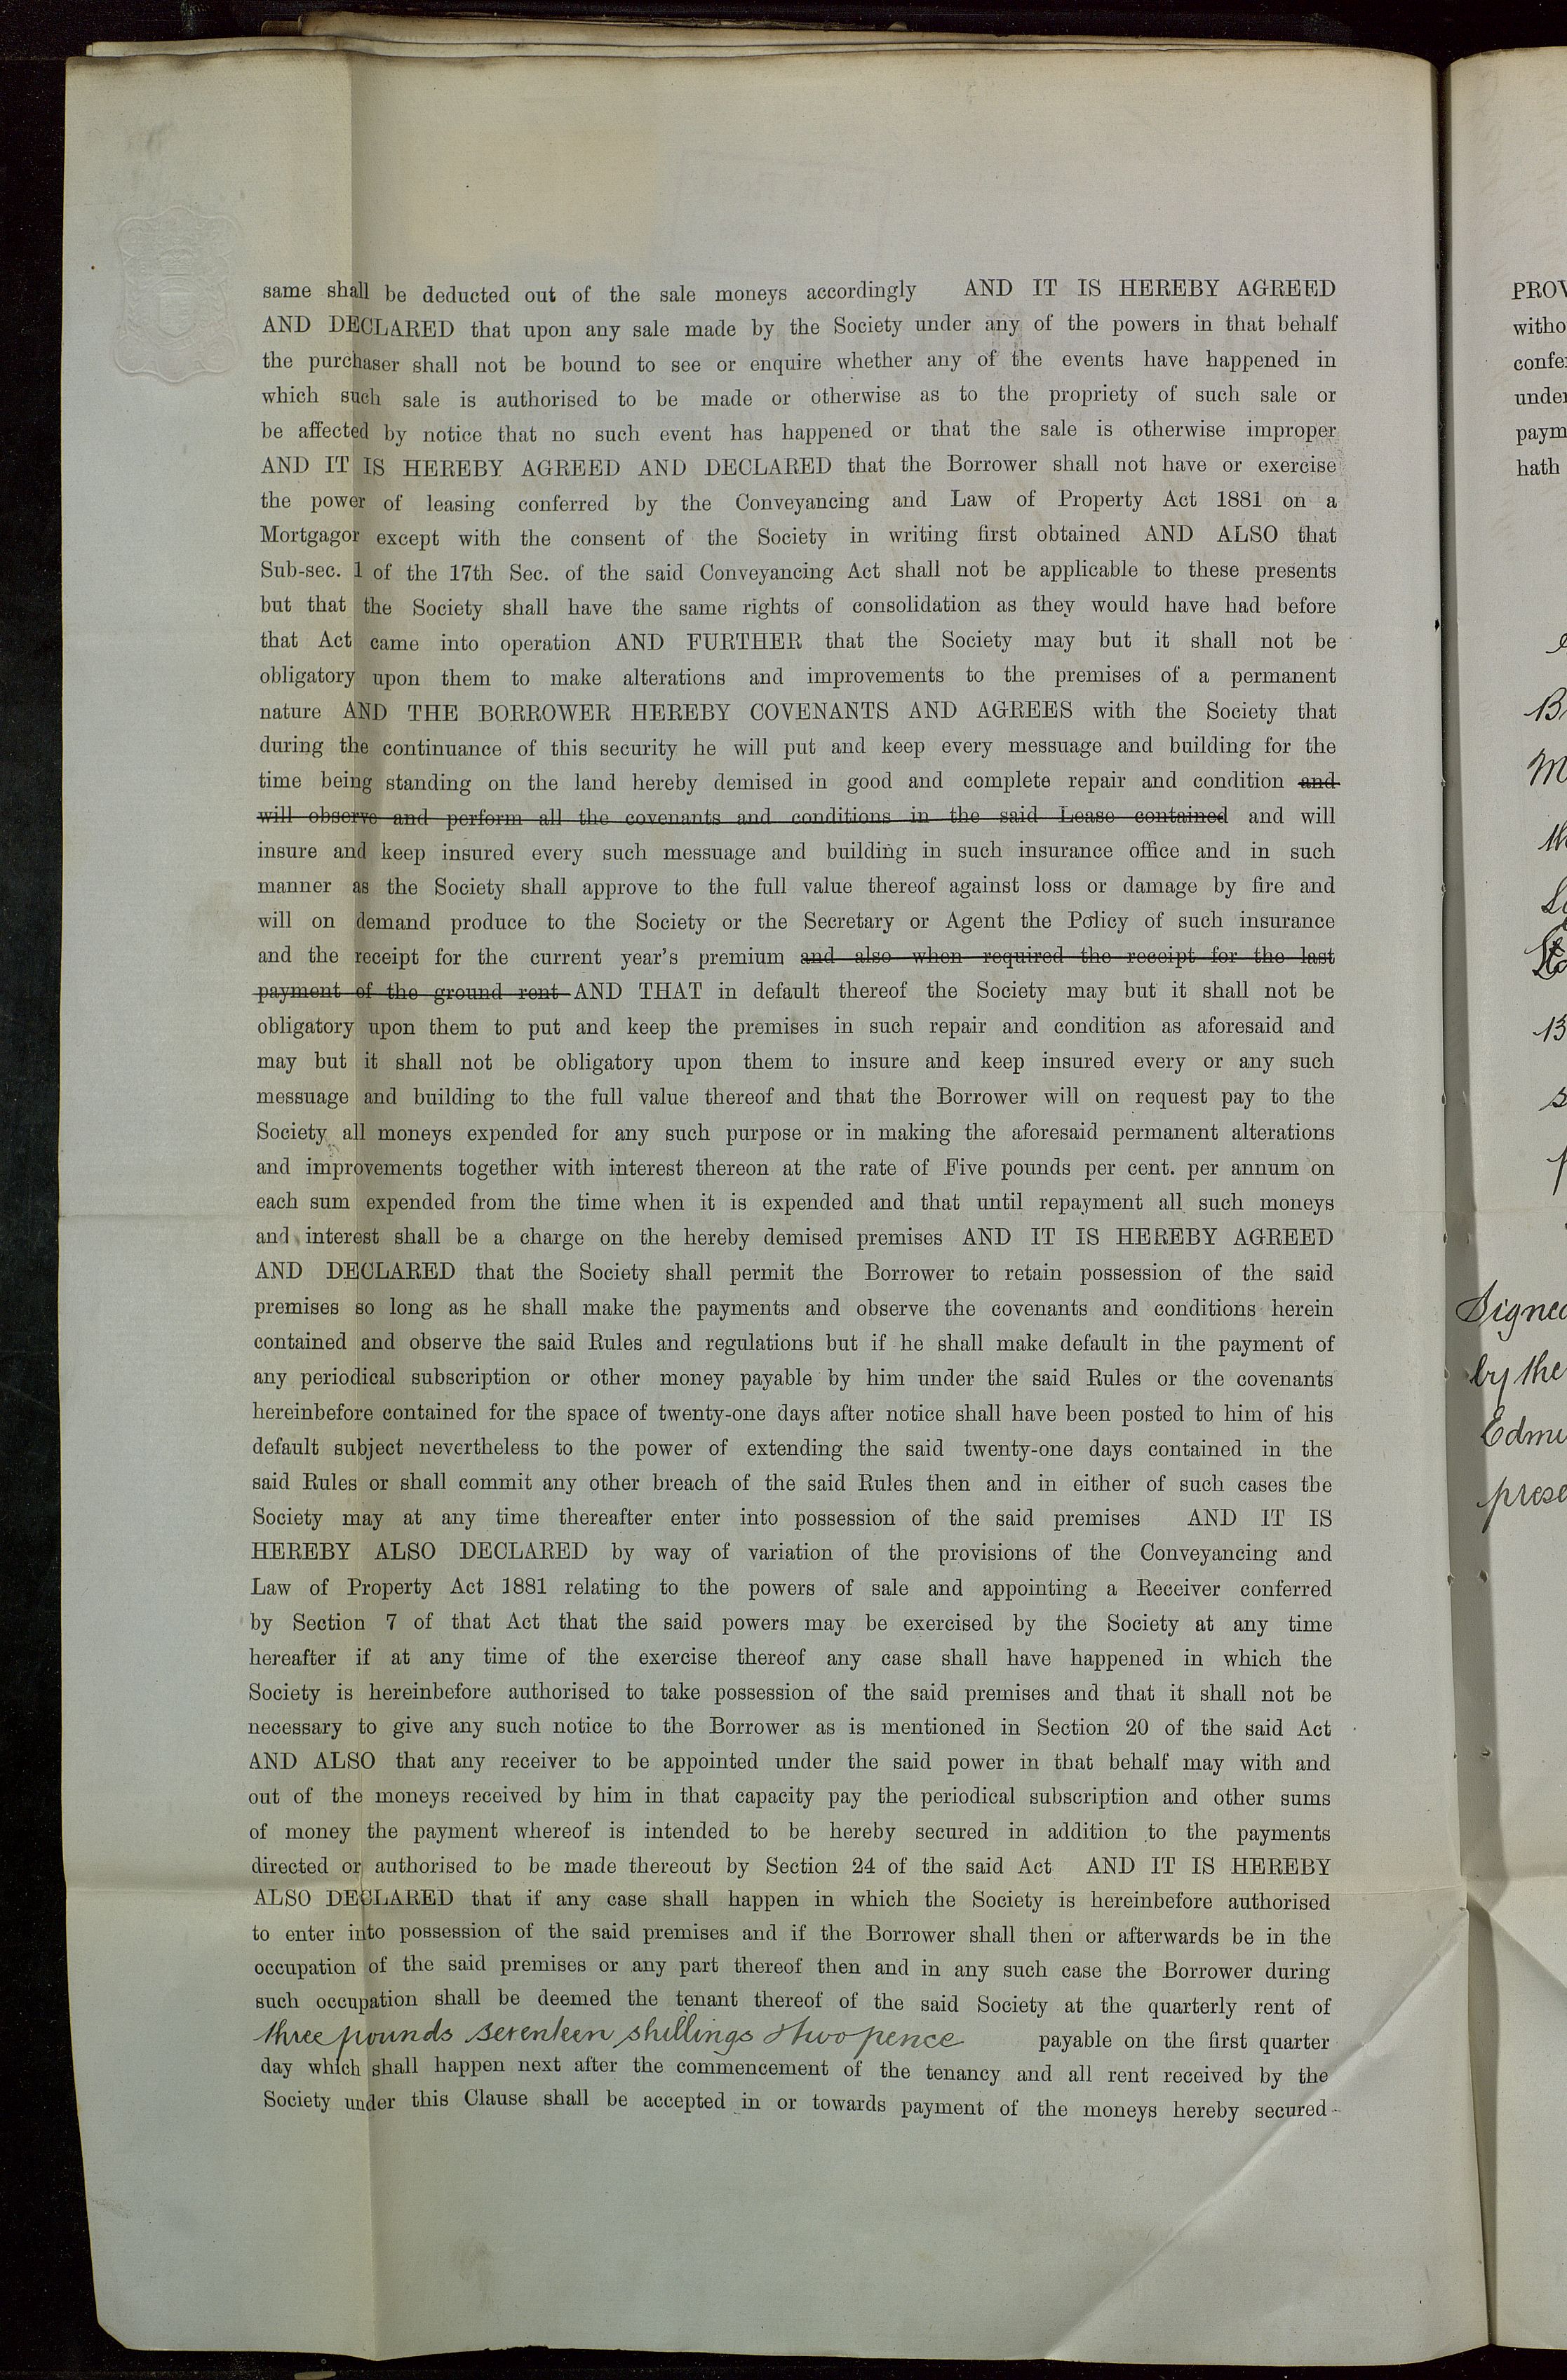 same shall be deducted out of the sale moneys accordingly AND IT IS HEREBY AGREED
AND DECLARED that upon any sale made by the Society under any of the powers in that behalf
the purchaser shall not be bound to see or enquire whether any of the events have happened in
which such sale is authorised to be made or otherwise as to the propriety of such sale or
be affected by notice that no such event has happened or that the sale is otherwise improper
AND IT IS HEREBY AGREED AND DECLARED that the Borrower shall not have or exercise
the power of leasing conferred by the Conveyancing and Law of Property Act 1881 on a
Mortgagor except with the consent of the Society in writing first obtained AND ALSO that
Sub-sec. 1 of the 17th Sec. of the said Conveyancing Act shall not be applicable to these presents
but that the Society shall have the same rights of consolidation as they would have had before
that Act came into operation AND FURTHER that the Society may but it shall not be
obligatory upon them to make alterations and improvements to the premises of a permanent
nature AND THE BORROWER HEREBY COVENANTS AND AGREES with the Society that
during the continuance of this security he will put and keep every messuage and building for the
time being standing on the land hereby demised in good and complete repair and condition and
will observe and perform all the covenants and conditions in the said Lease contained and will
insure and keep insured every such messuage and building in such insurance office and in such
manner as the Society shall approve to the full value thereof against loss or damage by fire and
will on demand produce to the Society or the Secretary or Agent the Policy of such insurance
and the receipt for the current year's premium and also when required the receipt for the last
payment of the ground rent AND THAT in default thereof the Society may but it shall not be
obligatory upon them to put and keep the premises in such repair and condition as aforesaid and
may but it shall not be obligatory upon them to insure and keep insured every or any such
messuage and building to the full value thereof and that the Borrower will on request pay to the
Society all moneys expended for any such purpose or in making the aforesaid permanent alterations
and improvements together with interest thereon at the rate of Five pounds per cent. per annum on
each sum expended from the time when it is expended and that until repayment all such moneys
and interest shall be a charge on the hereby demised premises AND IT IS HEREBY AGREED
AND DECLARED that the Society shall permit the Borrower to retain possession of the said
premises so long as he shall make the payments and observe the covenants and conditions herein
contained and observe the said Rules and regulations but if he shall make default in the payment of
any periodical subscription or other money payable by him under the said Rules or the covenants
hereinbefore contained for the space of twenty-one days after notice shall have been posted to him of his
default subject nevertheless to the power of extending the said twenty-one days contained in the
said Rules or shall commit any other breach of the said Rules then and in either of such cases the
Society may at any time thereafter enter into possession of the said premises AND IT IS
HEREBY ALSO DECLARED by way of variation of the provisions of the Conveyancing and
Law of Property Act 1881 relating to the powers of sale and appointing a Receiver conferred
by Section 7 of that Act that the said powers may be exercised by the Society at any time
hereafter if at any time of the exercise thereof any case shall have happened in which the
Society is hereinbefore authorised to take possession of the said premises and that it shall not be
necessary to give any such notice to the Borrower as is mentioned in Section 20 of the said Act
AND ALSO that any receiver to be appointed under the said power in that behalf may with and
out of the moneys received by him in that capacity pay the periodical subscription and other sums
of money the payment whereof is intended to be hereby secured in addition to the payments
directed or authorised to be made thereout by Section 24 of the said Act AND IT IS HEREBY
ALSO DECLARED that if any case shall happen in which the Society is hereinbefore authorised
to enter into possession of the said premises and if the Borrower shall then or afterwards be in the
occupation of the said premises or any part thereof then and in any such case the Borrower during
such occupation shall be deemed the tenant thereof of the said Society at the quarterly rent of
three pounds seventeen shillings & two pence payable on the first quarter
day which shall happen next after the commencement of the tenancy and all rent received by the
Society under this Clause shall be accepted in or towards payment of the moneys hereby secured
PROV
witho
confe
under
paym
hath
Signed
by the
Edmu
prese